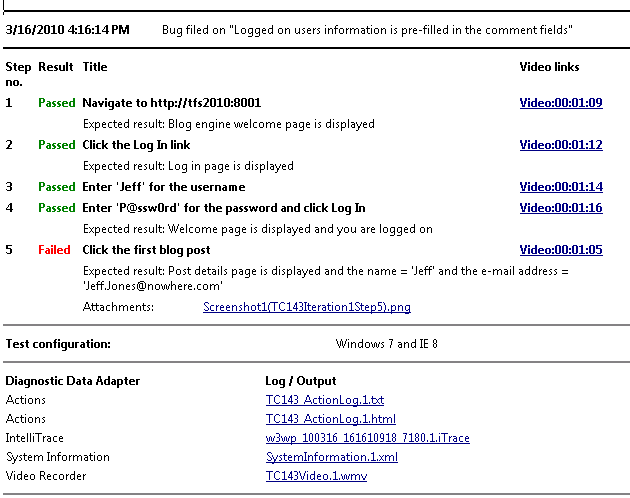 3/16/2010 4:16:14 PM Bug filed on "Logged on users information is pre-filled in the comment fields"
Step no. Result Title Video links
1 Passed Navigate to http://tfs2010:8001 Video:00:01:09
Expected result: Blog engine welcome page is displayed
2 Passed Click the Log In link Video:00:01:12
Expected result: Log in page is displayed
3 Passed Enter 'Jeff' for the username Video:00:01:14
4 Passed Enter 'P@ssw0rd' for the password and click Log In Video:00:01:16
Expected result: Welcome page is displayed and you are logged on
5 Failed Click the first blog post Video:00:01:05
Expected result: Post details page is displayed and the name = 'Jeff' and the e-mail address =
'Jeff.Jones@nowhere.com'
Attachments: Screenshot1(TC143Iteration1Step5).png
Test configuration: Windows 7 and IE 8
Diagnostic Data Adapter Log / Output
Actions TC143_ActionLog.1.txt
Actions TC143_ActionLog.1.html
IntelliTrace w3wp_100316_161610918_7180.1.iTrace
System Information SystemInformation.1.xml
Video Recorder TC143Video.1.wmv